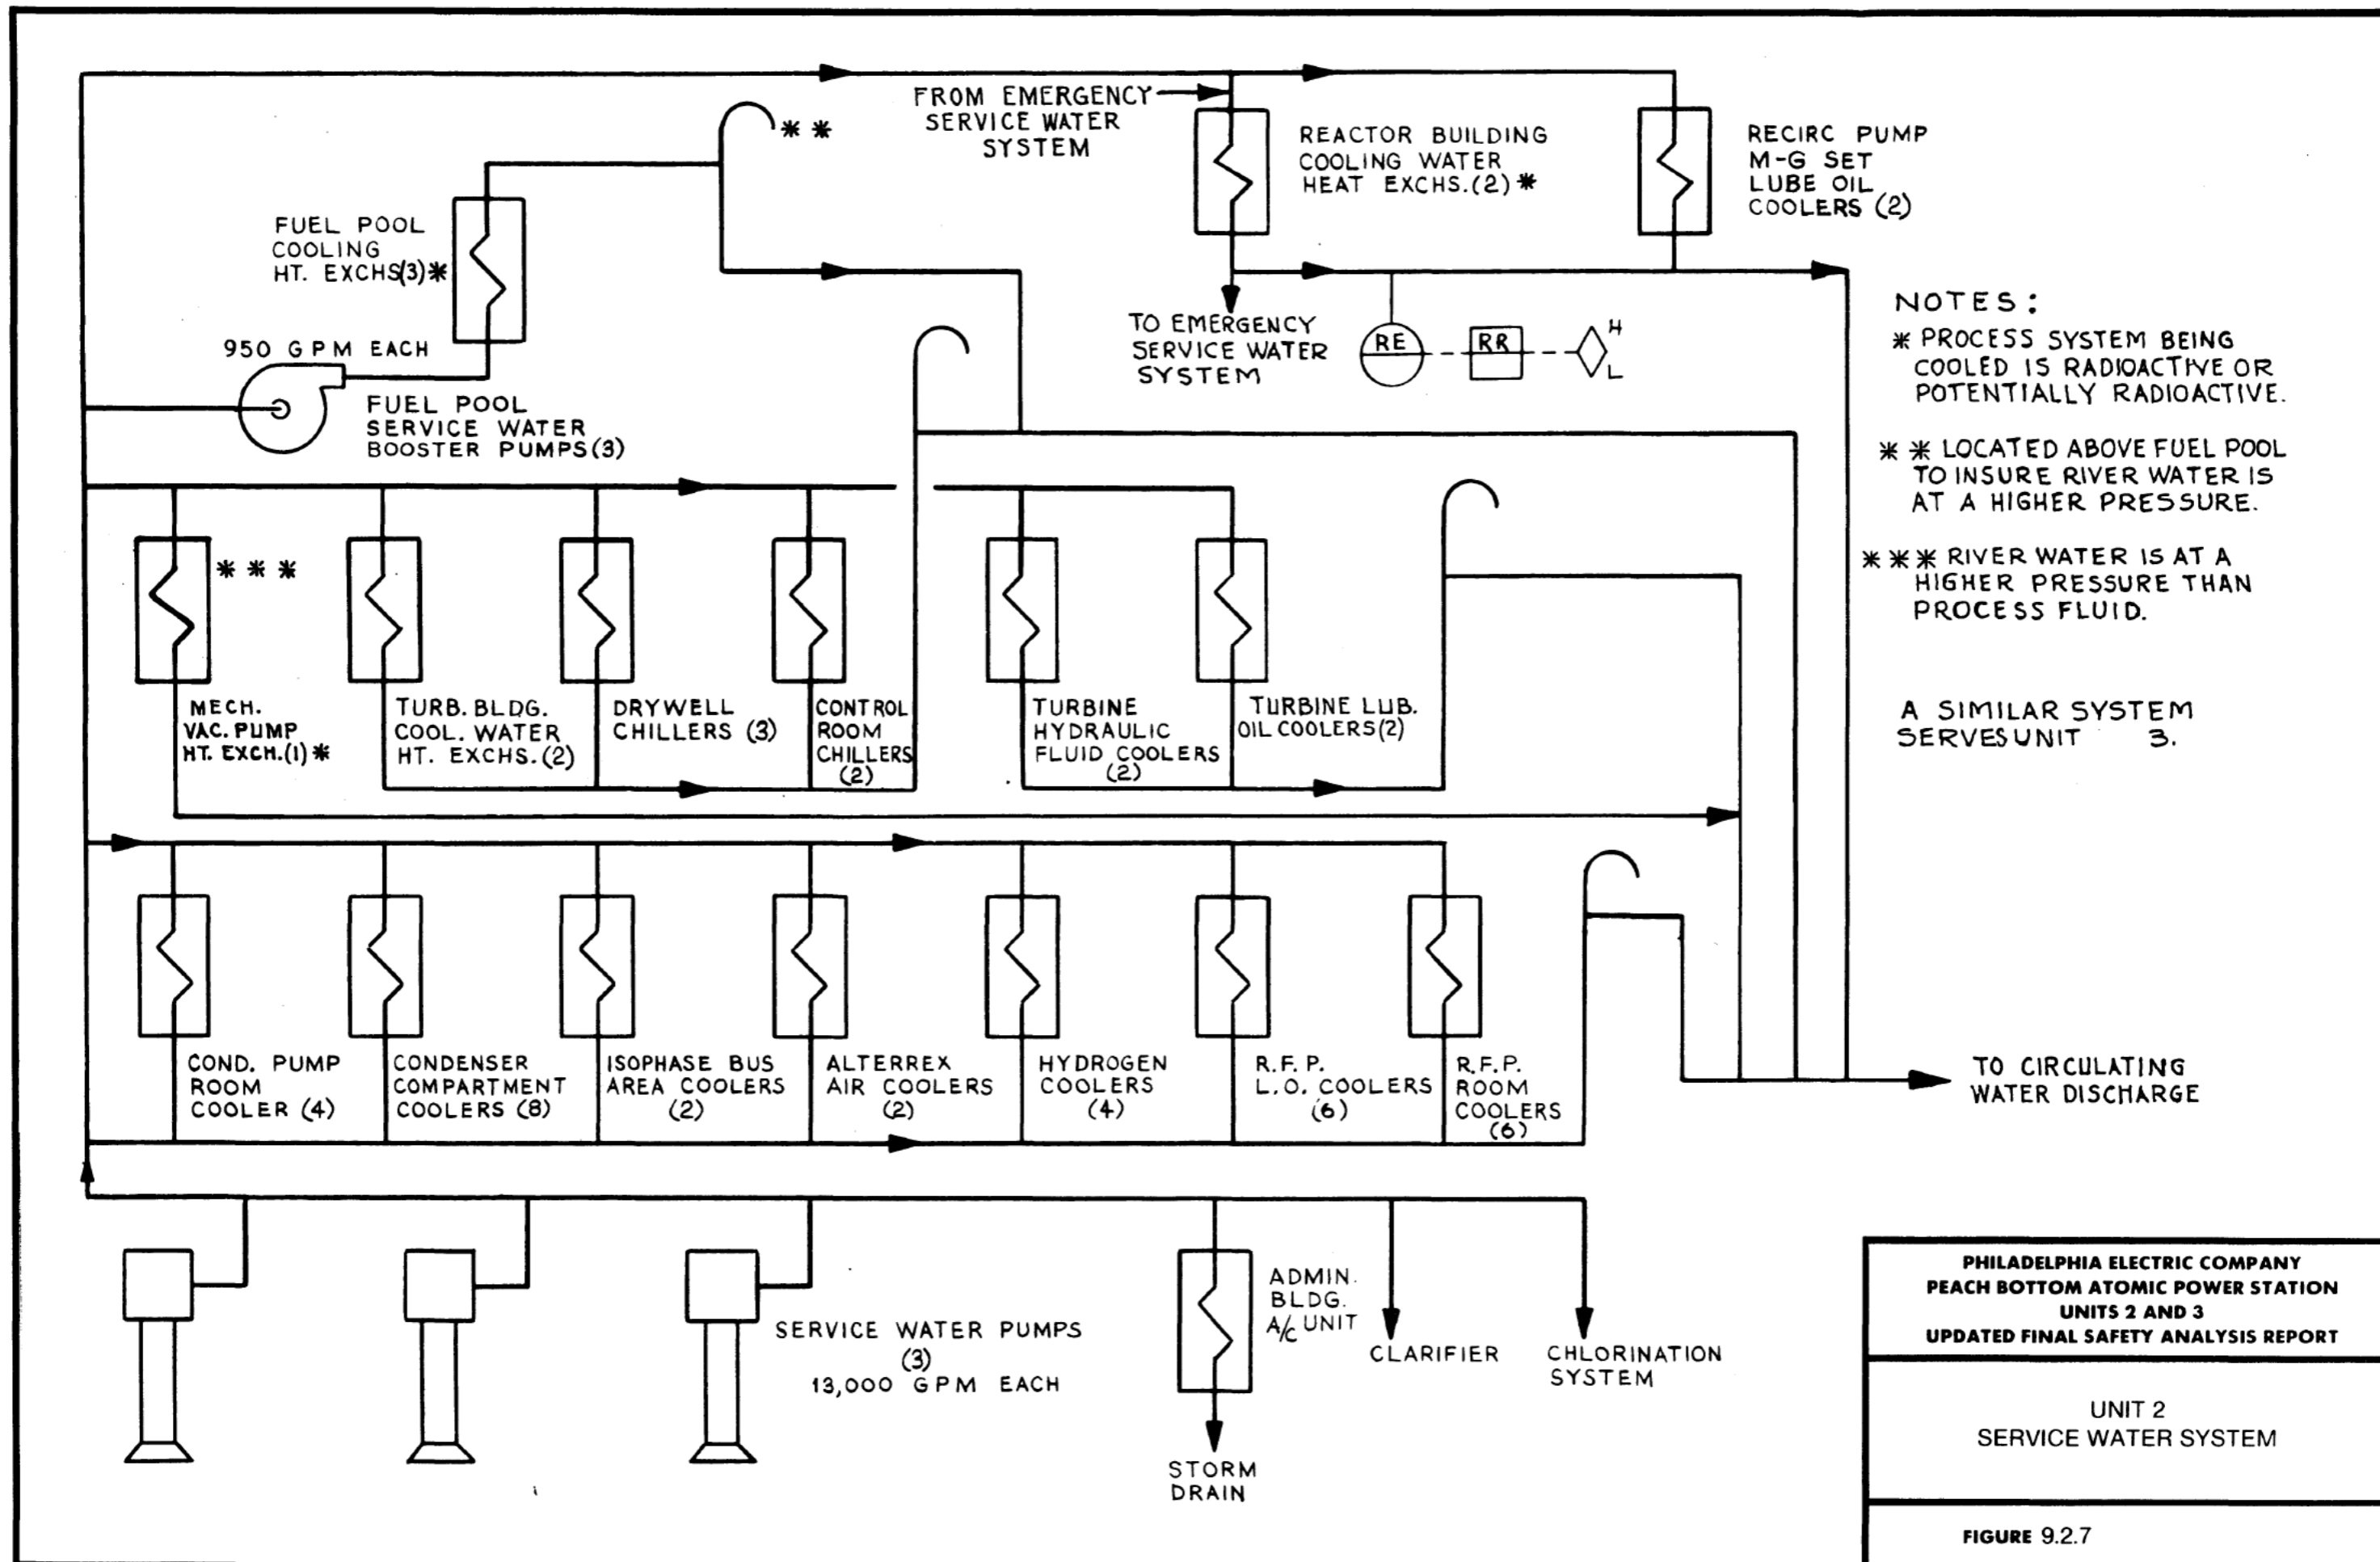 FROM EMERGENCY
SERVICE WATER
SYSTEM
* *
REACTOR BUILDING
COOLING WATER
HEAT EXCHS.(2) *
RECIRC PUMP
M-G SET
LUBE OIL
COOLERS (2)
FUEL POOL
COOLING
HT. EXCHS(3)*
950 GPM EACH
FUEL POOL
SERVICE WATER
BOOSTER PUMPS(3)
TO EMERGENCY
SERVICE WATER
SYSTEM
RE
RR
H
L
NOTES:
* PROCESS SYSTEM BEING
COOLED IS RADIOACTIVE OR
POTENTIALLY RADIOACTIVE.
* * LOCATED ABOVE FUEL POOL
TO INSURE RIVER WATER IS
AT A HIGHER PRESSURE.
* * * RIVER WATER IS AT A
HIGHER PRESSURE THAN
PROCESS FLUID.
A SIMILAR SYSTEM
SERVES UNIT 3.
* * *
MECH.
VAC. PUMP
HT. EXCH.(1)*
TURB. BLDG.
COOL. WATER
HT. EXCHS.(2)
DRYWELL
CHILLERS (3)
CONTROL
ROOM
CHILLERS
(2)
TURBINE
HYDRAULIC
FLUID COOLERS
(2)
TURBINE LUB.
OIL COOLERS(2)
COND. PUMP
ROOM
COOLER (4)
CONDENSER
COMPARTMENT
COOLERS (8)
ISOPHASE BUS
AREA COOLERS
(2)
ALTERREX
AIR COOLERS
(2)
HYDROGEN
COOLERS
(4)
R.F.P.
L.O. COOLERS
(6)
R.F.P.
ROOM
COOLERS
(6)
TO CIRCULATING
WATER DISCHARGE
SERVICE WATER PUMPS
(3)
13,000 GPM EACH
ADMIN.
BLDG.
A/C UNIT
CLARIFIER
CHLORINATION
SYSTEM
STORM
DRAIN
PHILADELPHIA ELECTRIC COMPANY
PEACH BOTTOM ATOMIC POWER STATION
UNITS 2 AND 3
UPDATED FINAL SAFETY ANALYSIS REPORT
UNIT 2
SERVICE WATER SYSTEM
FIGURE 9.2.7